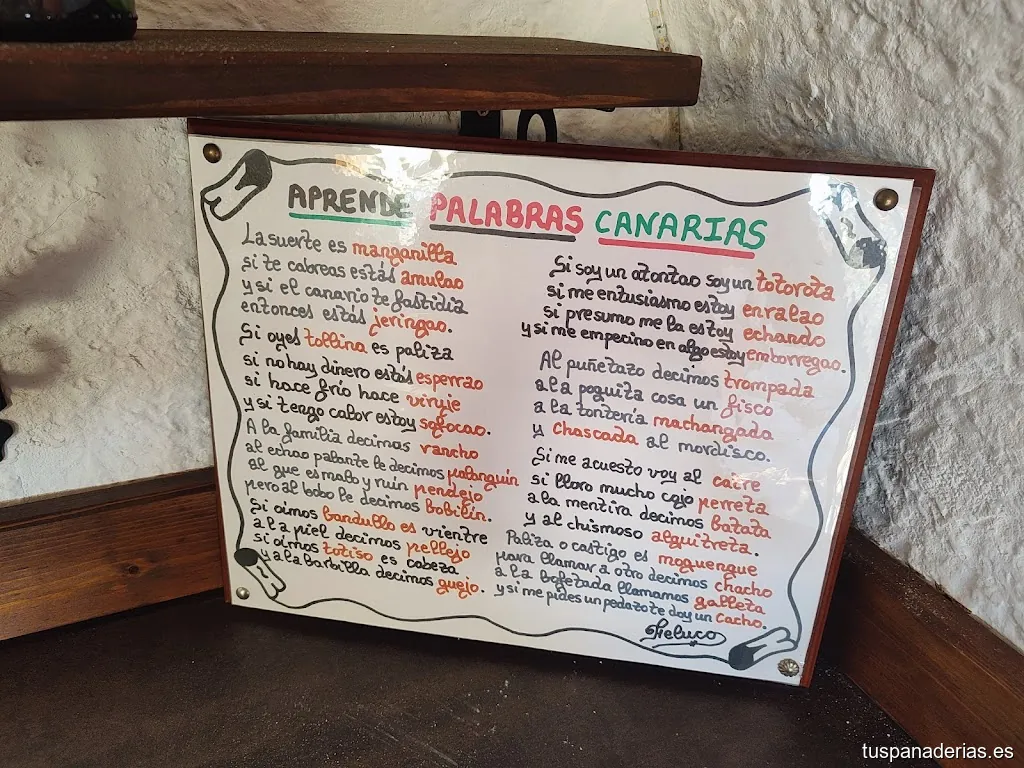 APRENDE PALABRAS CANARIAS
La suerte es manganilla
si te cabreas estás amulao
y si el canario te fastidia
entonces estás jeringao.
Si oyes tollina es paliza
si no hay dinero estás esperrao
si hace frío hace viruje
y si tengo calor estoy sofocao.
A la familia decimos rancho
al echao palante le decimos palanquín
al que es malo y ruin pendejo
pero al bobo le decimos bobilín.
Si oimos bandullo es vientre
a la piel decimos pellejo
si oimos totiso es cabeza
y a la barbilla decimos guejo.
Si soy un atontao soy un totorota
si me entusiasmo estoy enralao
si presumo me la estoy echando
y si me empecino en algo estoy emborregao.
Al puñetazo decimos trompada
a la poquita cosa un fisco
a la tontería machangada
y chascada al mordisco.
Si me acuesto voy al catre
si lloro mucho cojo perreta
a la mentira decimos batata
y al chismoso alguitreta.
Paliza o castigo es moquengue
para llamar a otro decimos chacho
a la bofetada llamamos galleta
y si me pides un pedazo te doy un cacho.
Pieluco
tuspanaderias.es